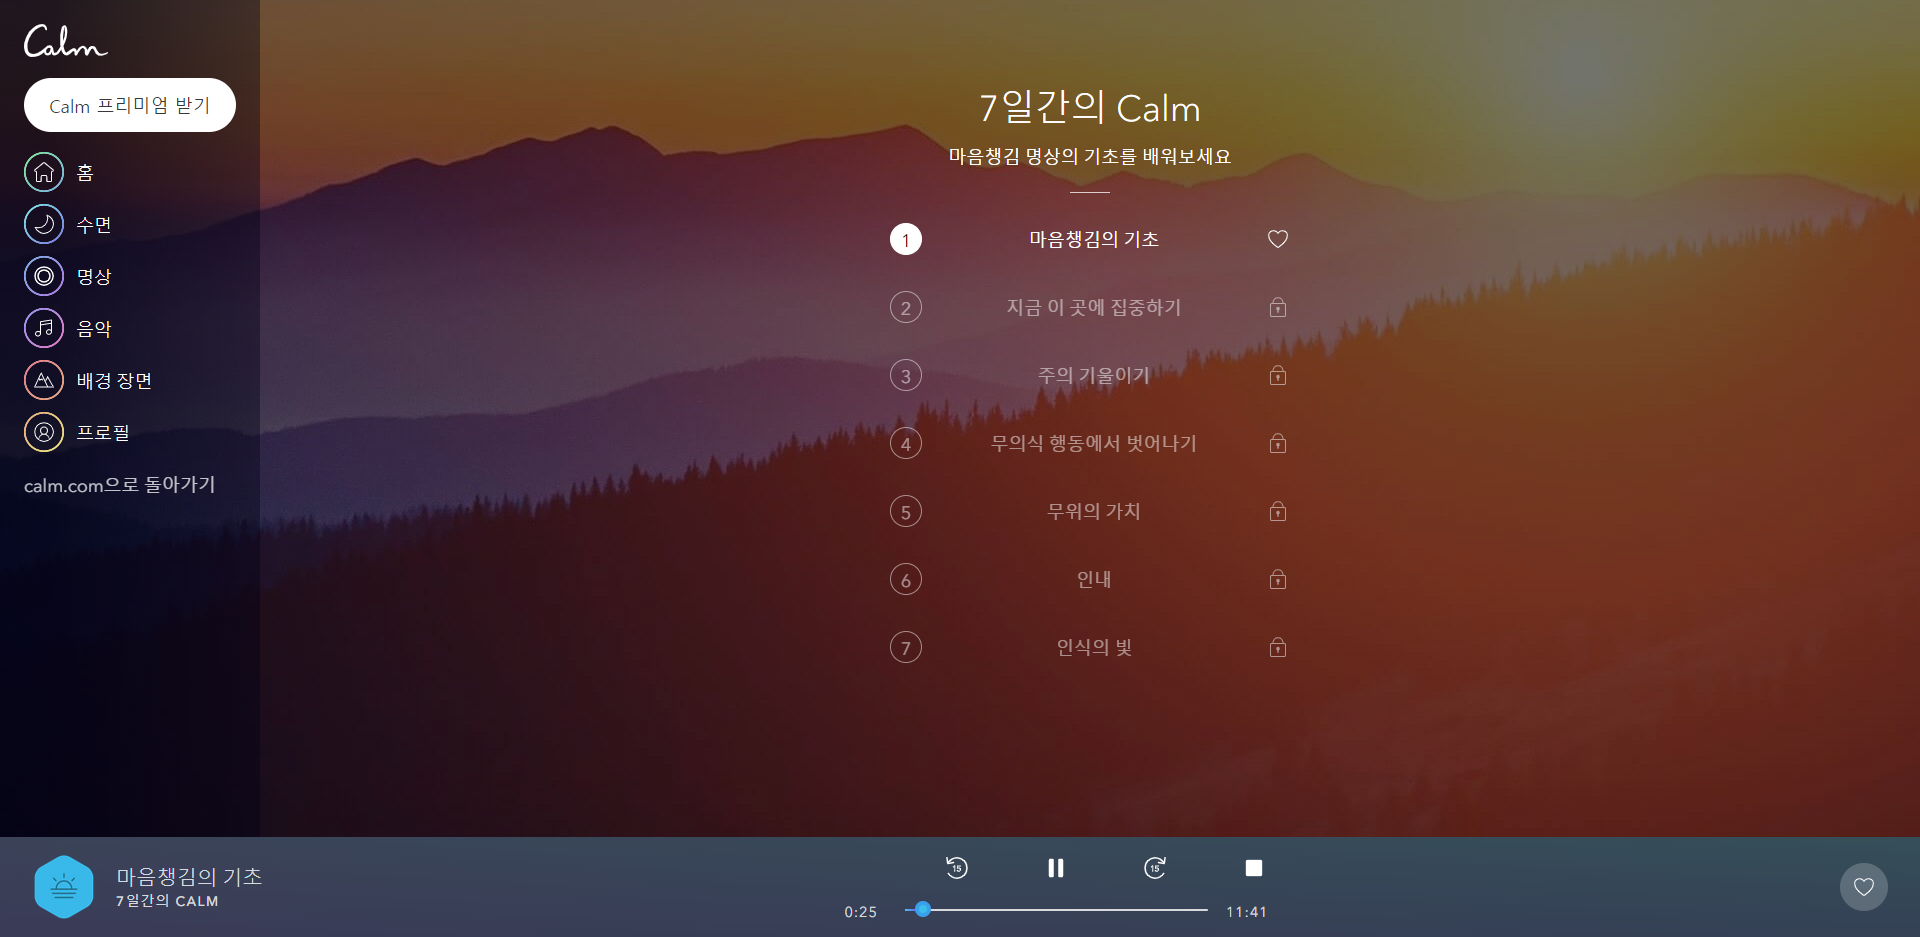 Calm
Calm 프리미엄 받기
홈
수면
명상
음악
배경 장면
프로필
calm.com으로 돌아가기
7일간의 Calm
마음챙김 명상의 기초를 배워보세요
1 마음챙김의 기초
2 지금 이 곳에 집중하기
3 주의 기울이기
4 무의식 행동에서 벗어나기
5 무위의 가치
6 인내
7 인식의 빛
마음챙김의 기초
7일간의 CALM
15 15
0:25 11:41